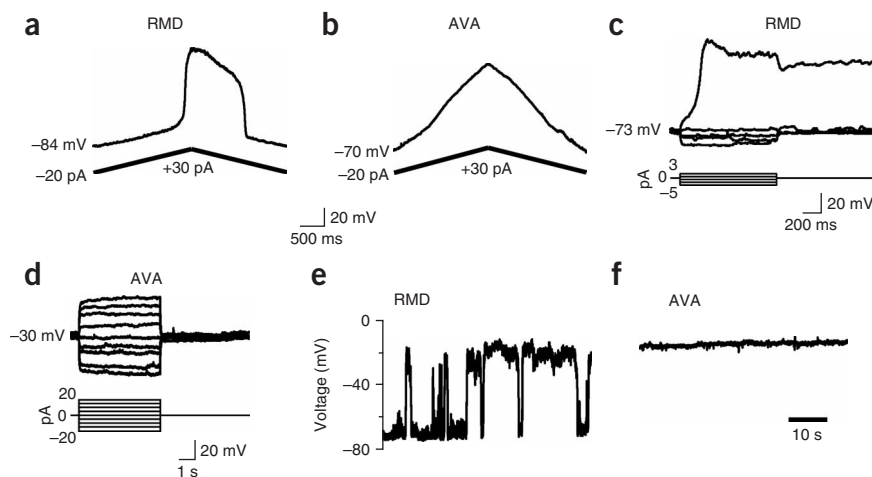 a
RMD
–84 mV
–20 pA
+30 pA
b
AVA
–70 mV
–20 pA
+30 pA
20 mV
500 ms
c
RMD
–73 mV
3
0
–5
pA
20 mV
200 ms
d
AVA
–30 mV
20
0
–20
pA
20 mV
1 s
e
RMD
0
–40
–80
Voltage (mV)
f
AVA
10 s